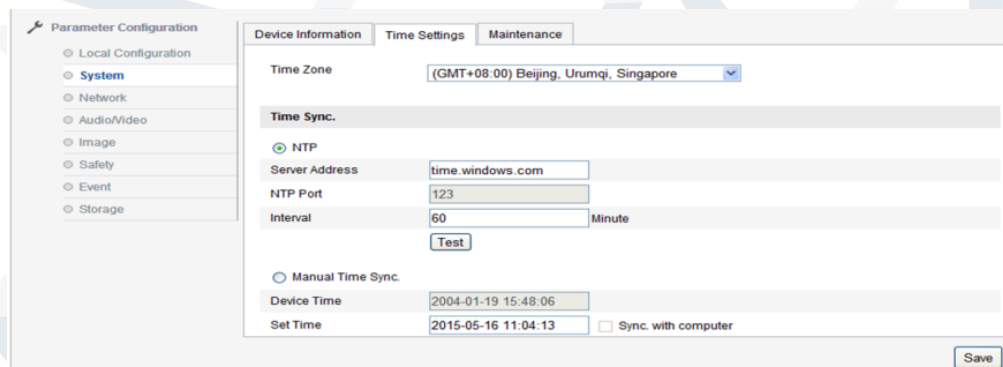 Parameter Configuration
Local Configuration
System
Network
Audio/Video
Image
Safety
Event
Storage
Device Information Time Settings Maintenance
Time Zone (GMT+08:00) Beijing, Urumqi, Singapore
Time Sync.
NTP
Server Address time.windows.com
NTP Port 123
Interval 60 Minute
Test
Manual Time Sync.
Device Time 2004-01-19 15:48:06
Set Time 2015-05-16 11:04:13 Sync. with computer
Save